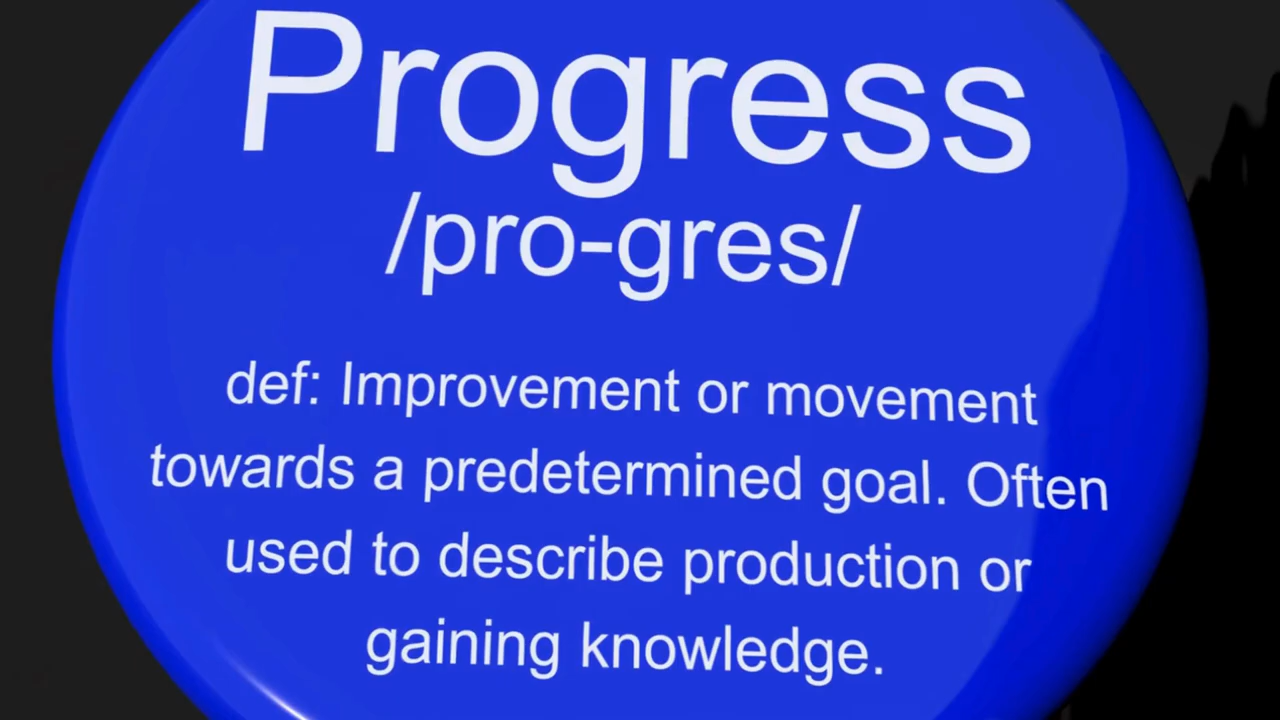 Progress
/pro-gres/
def: Improvement or movement
towards a predetermined goal. Often
used to describe production or
gaining knowledge.